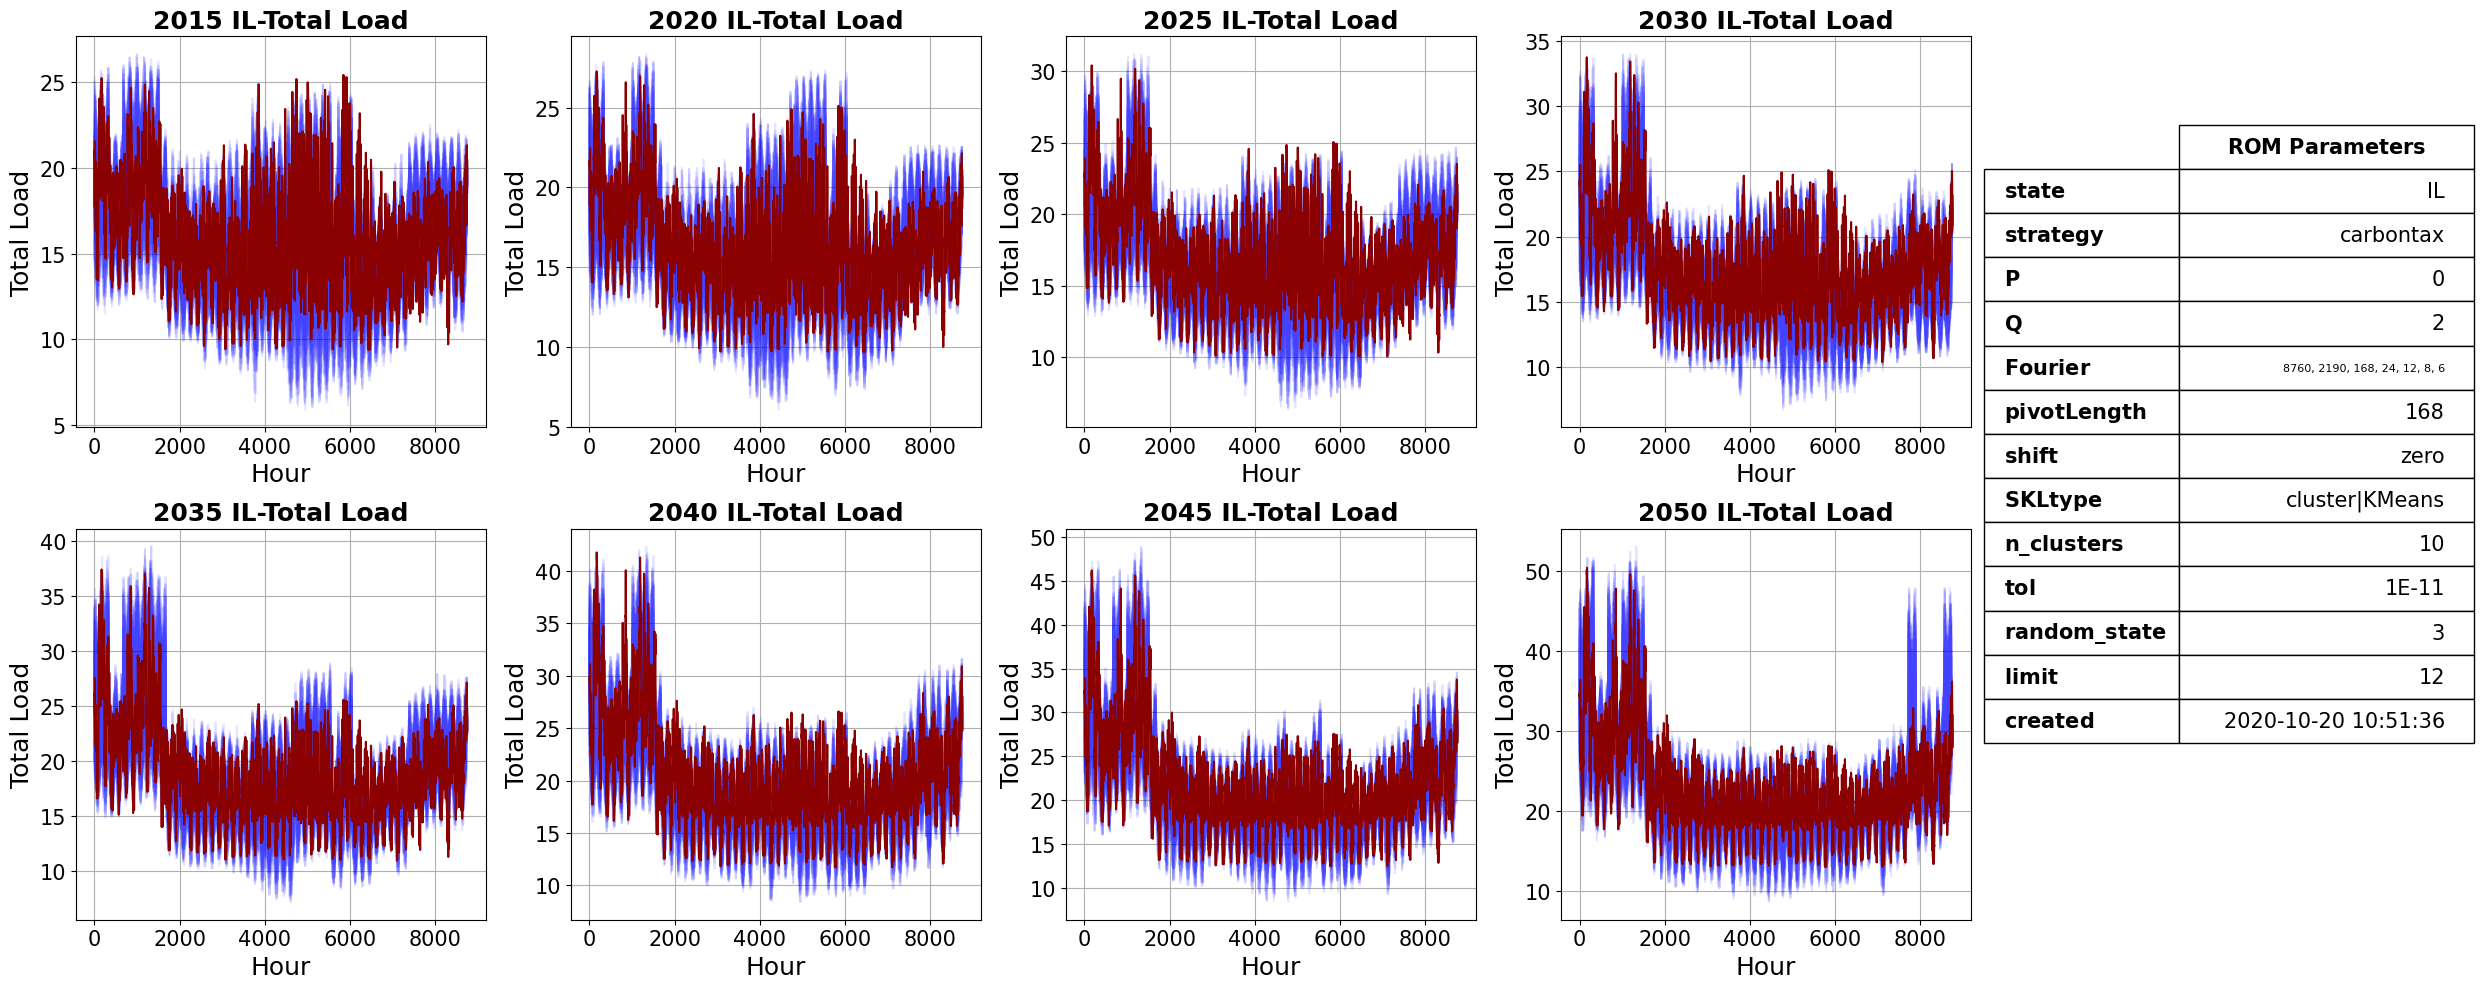 2015 IL-Total Load
Total Load
25
20
15
10
5
0 2000 4000 6000 8000
Hour
2020 IL-Total Load
Total Load
25
20
15
10
5
0 2000 4000 6000 8000
Hour
2025 IL-Total Load
Total Load
30
25
20
15
10
0 2000 4000 6000 8000
Hour
2030 IL-Total Load
Total Load
35
30
25
20
15
10
0 2000 4000 6000 8000
Hour
2035 IL-Total Load
Total Load
40
35
30
25
20
15
10
0 2000 4000 6000 8000
Hour
2040 IL-Total Load
Total Load
40
35
30
25
20
15
10
0 2000 4000 6000 8000
Hour
2045 IL-Total Load
Total Load
50
45
40
35
30
25
20
15
10
0 2000 4000 6000 8000
Hour
2050 IL-Total Load
Total Load
50
40
30
20
10
0 2000 4000 6000 8000
Hour
ROM Parameters
state IL
strategy carbontax
P 0
Q 2
Fourier 8760, 2190, 168, 24, 12, 8, 6
pivotLength 168
shift zero
SKLtype cluster|KMeans
n_clusters 10
tol 1E-11
random_state 3
limit 12
created 2020-10-20 10:51:36